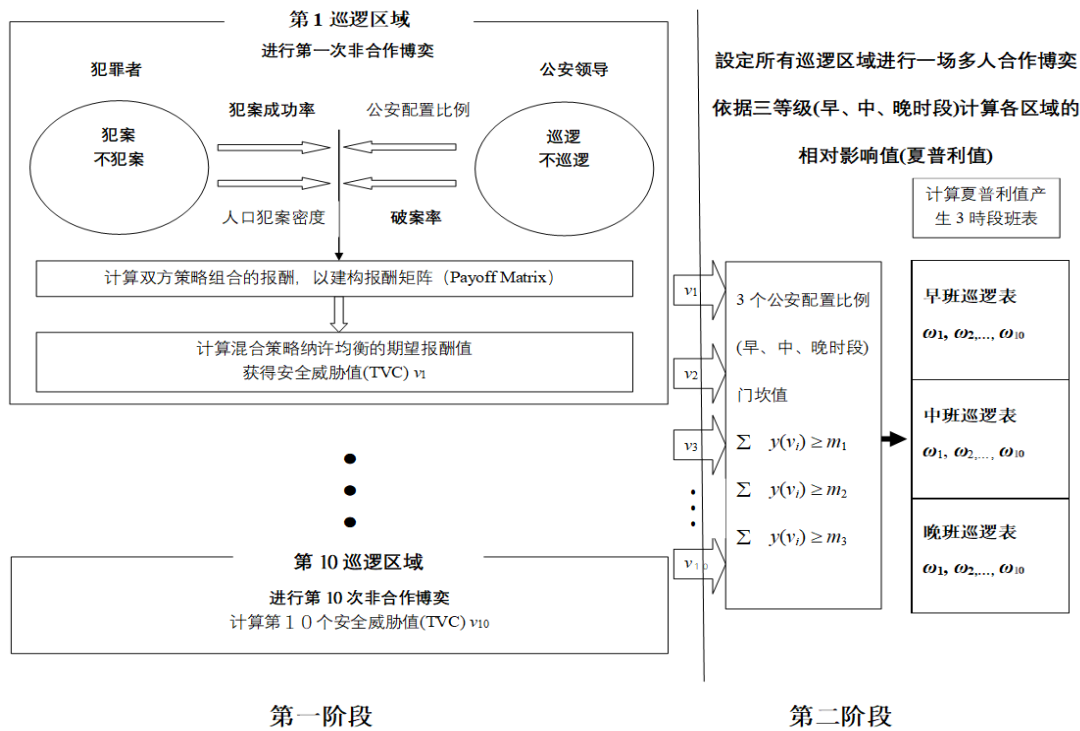 第 1 巡逻区域
进行第一次非合作博奕
犯罪者
公安领导
犯案
不犯案
犯案成功率
公安配置比例
巡逻
不巡逻
人口犯案密度
破案率
计算双方策略组合的报酬，以建构报酬矩阵（Payoff Matrix）
计算混合策略纳许均衡的期望报酬值
获得安全威胁值(TVC) v1
第 10 巡逻区域
进行第 10 次非合作博奕
计算第１０个安全威胁值(TVC) v10
第一阶段
設定所有巡逻区域进行一场多人合作博奕
依据三等级(早、中、晚时段)计算各区域的
相对影响值(夏普利值)
计算夏普利值产
生 3 時段班表
v1
v2
v3
v10
3 个公安配置比例
(早、中、晚时段)
门坎值
∑ y(vi) ≥ m1
∑ y(vi) ≥ m2
∑ y(vi) ≥ m3
早班巡逻表
ω1, ω2,..., ω10
中班巡逻表
ω1, ω2,..., ω10
晚班巡逻表
ω1, ω2,..., ω10
第二阶段